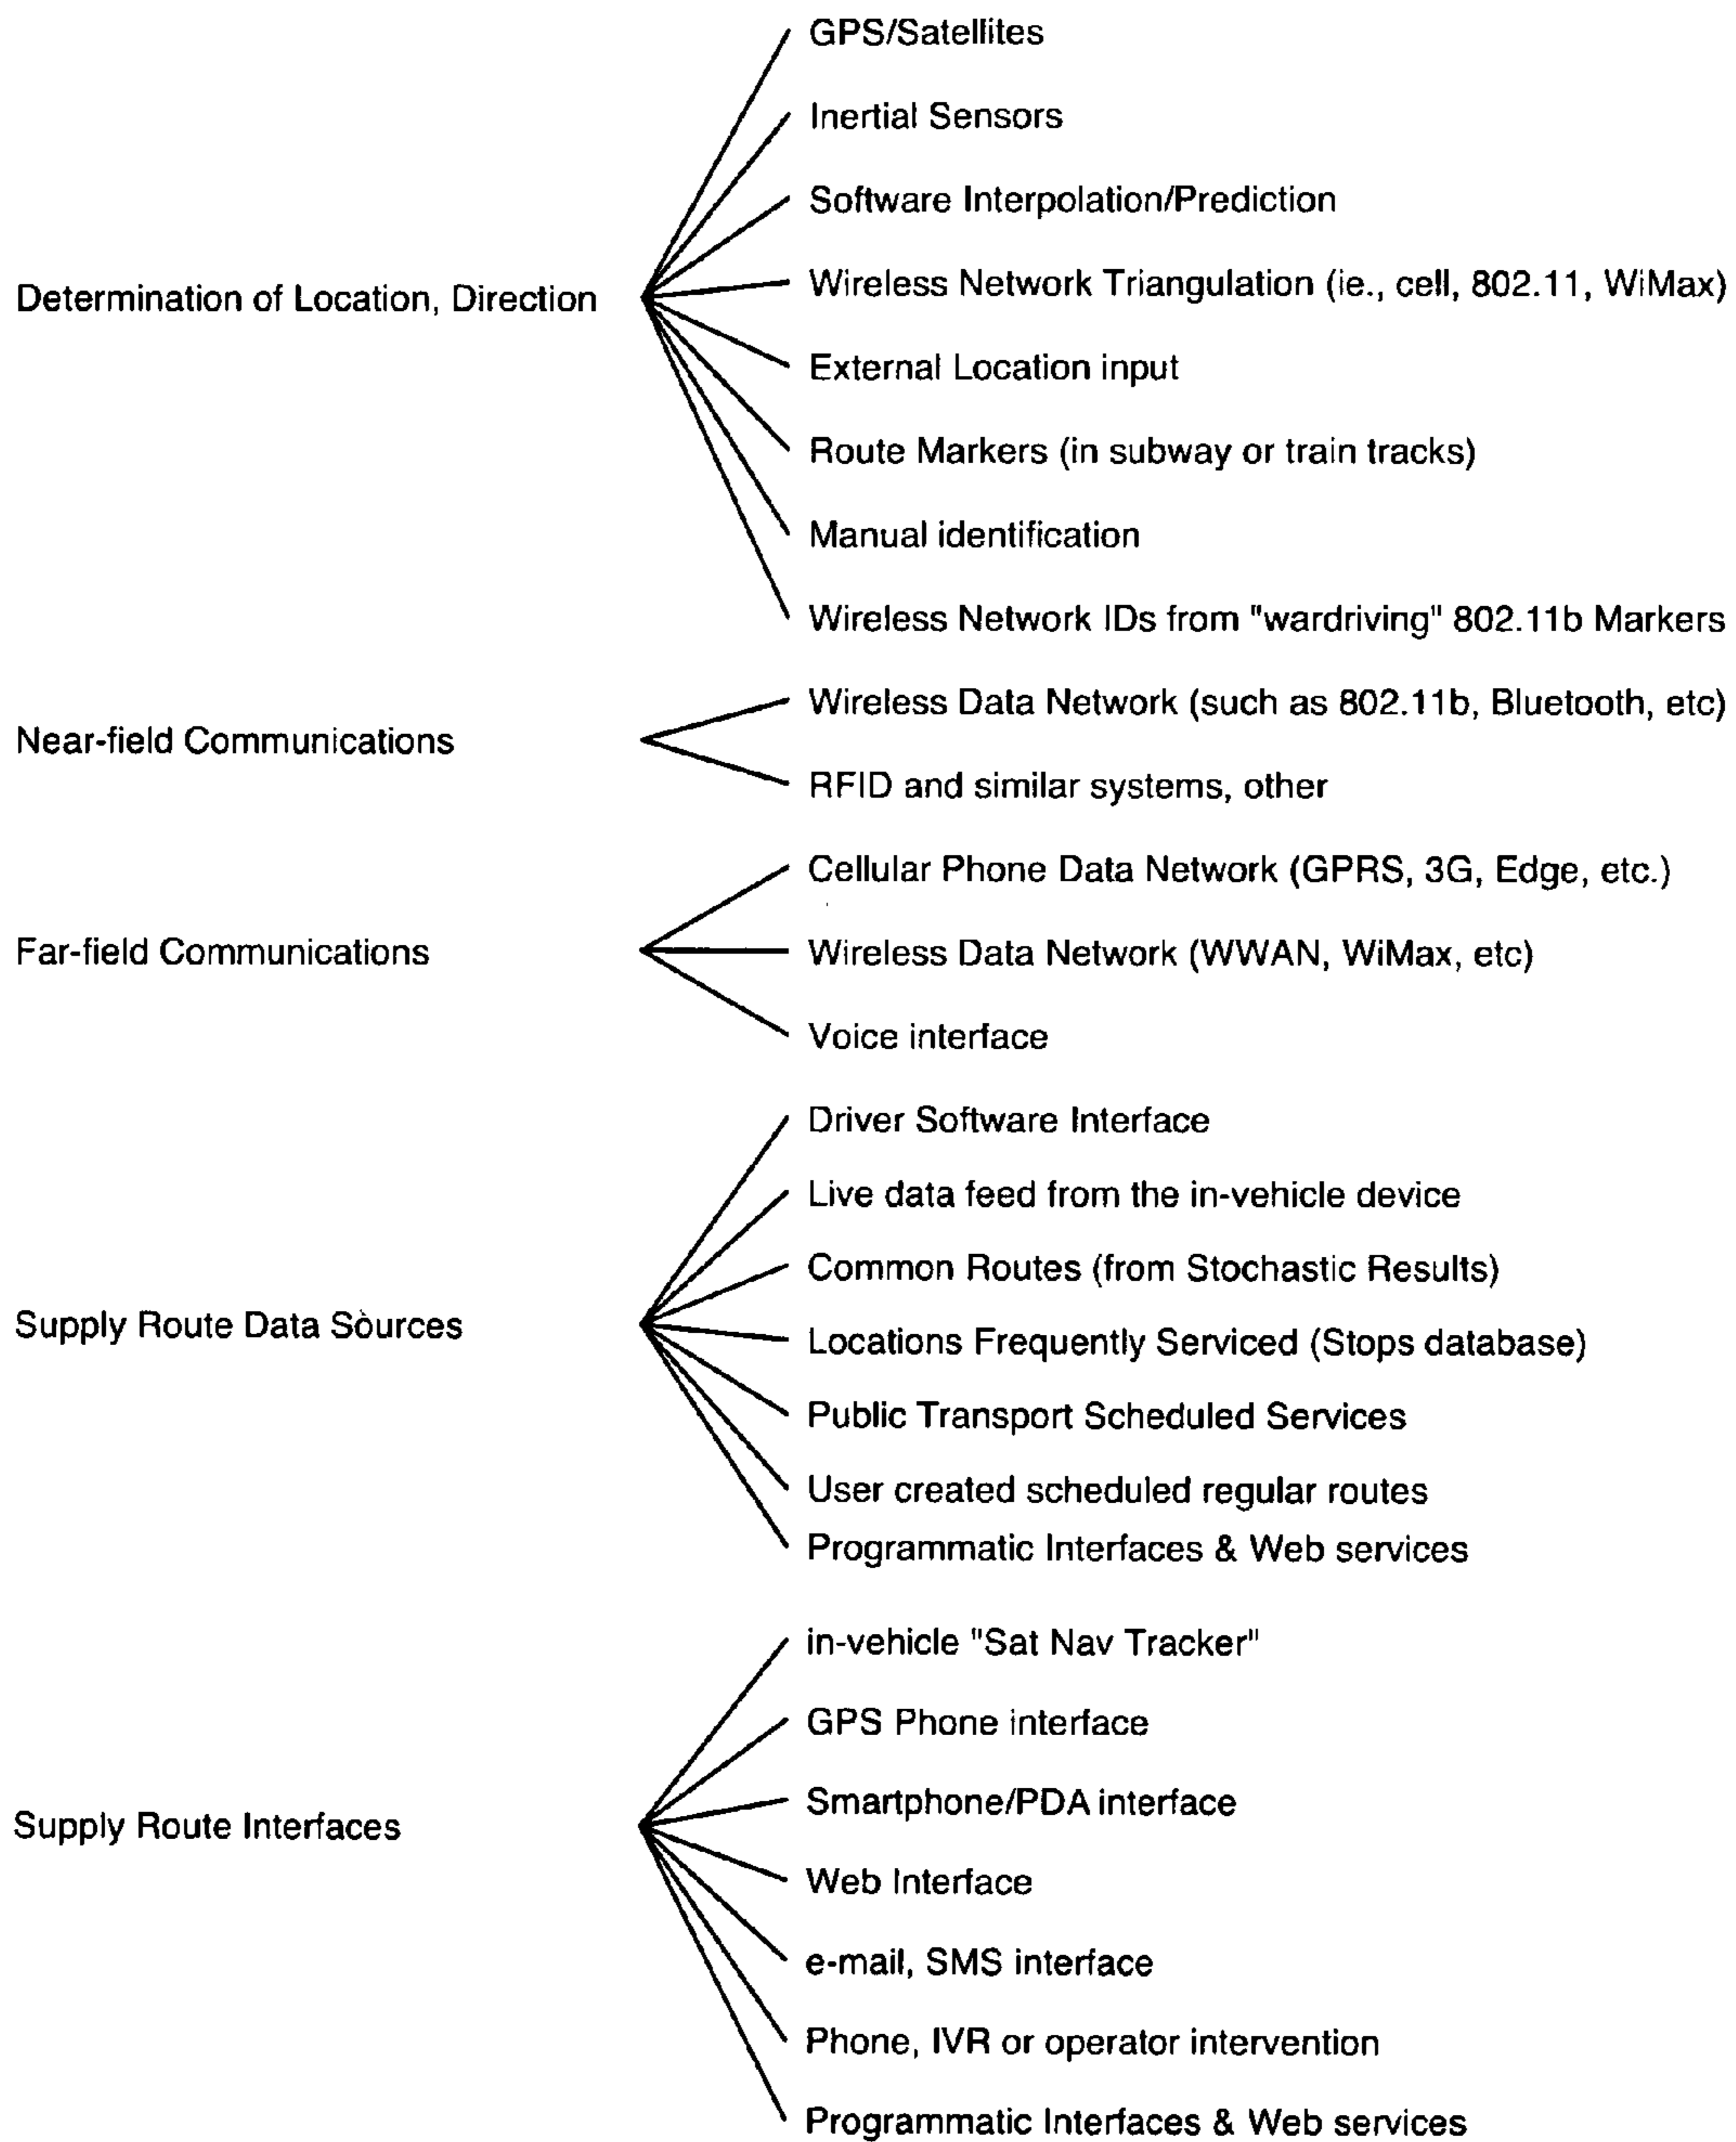 GPS/Satellites
Inertial Sensors
Software Interpolation/Prediction
Wireless Network Triangulation (ie., cell, 802.11, WiMax)
Determination of Location, Direction
External Location input
Route Markers (in subway or train tracks)
Manual identification
Wireless Network IDs from "wardriving" 802.11b Markers
Wireless Data Network (such as 802.11b, Bluetooth, etc)
Near-field Communications
RFID and similar systems, other
Cellular Phone Data Network (GPRS, 3G, Edge, etc.)
Far-field Communications
Wireless Data Network (WWAN, WiMax, etc)
Voice interface
Driver Software Interface
Live data feed from the in-vehicle device
Common Routes (from Stochastic Results)
Supply Route Data Sources
Locations Frequently Serviced (Stops database)
Public Transport Scheduled Services
User created scheduled regular routes
Programmatic Interfaces & Web services
in-vehicle "Sat Nav Tracker"
GPS Phone interface
Smartphone/PDA interface
Supply Route Interfaces
Web Interface
e-mail, SMS interface
Phone, IVR or operator intervention
Programmatic Interfaces & Web services